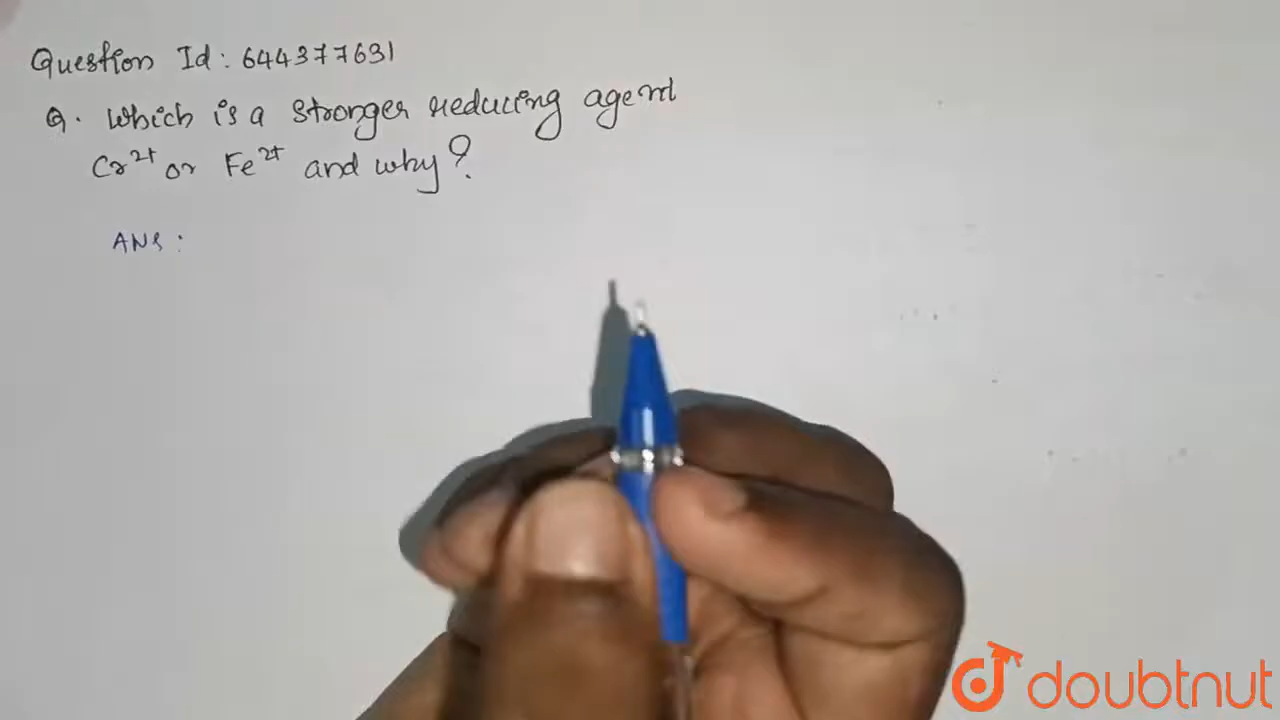 Question Id: 644377631
Q. Which is a stronger reducing agent
Cr²⁺ or Fe²⁺ and why?
ANS:
doubtnut